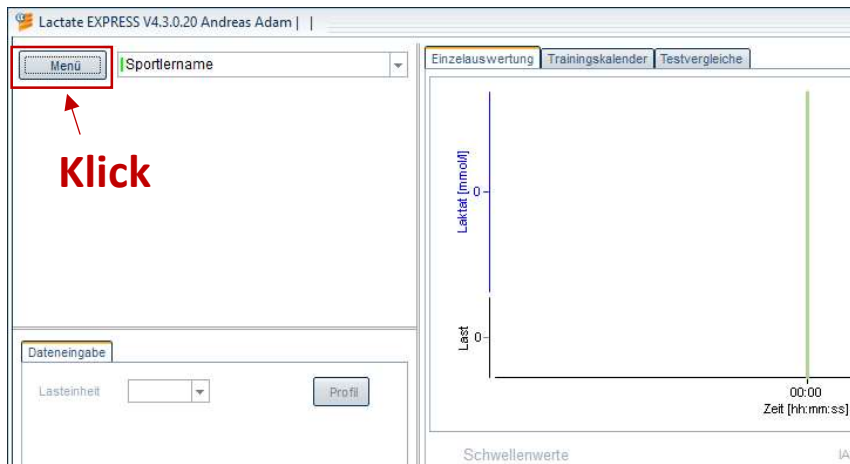 Lactate EXPRESS V4.3.0.20 Andreas Adam | |
Menü
Sportlername
Klick
Einzelauswertung Trainingskalender Testvergleiche
Laktat [mmol/l]
0
Last
0
00:00
Zeit [hh:mm:ss]
Dateneingabe
Lasteinheit
Profil
Schwellenwerte
IA